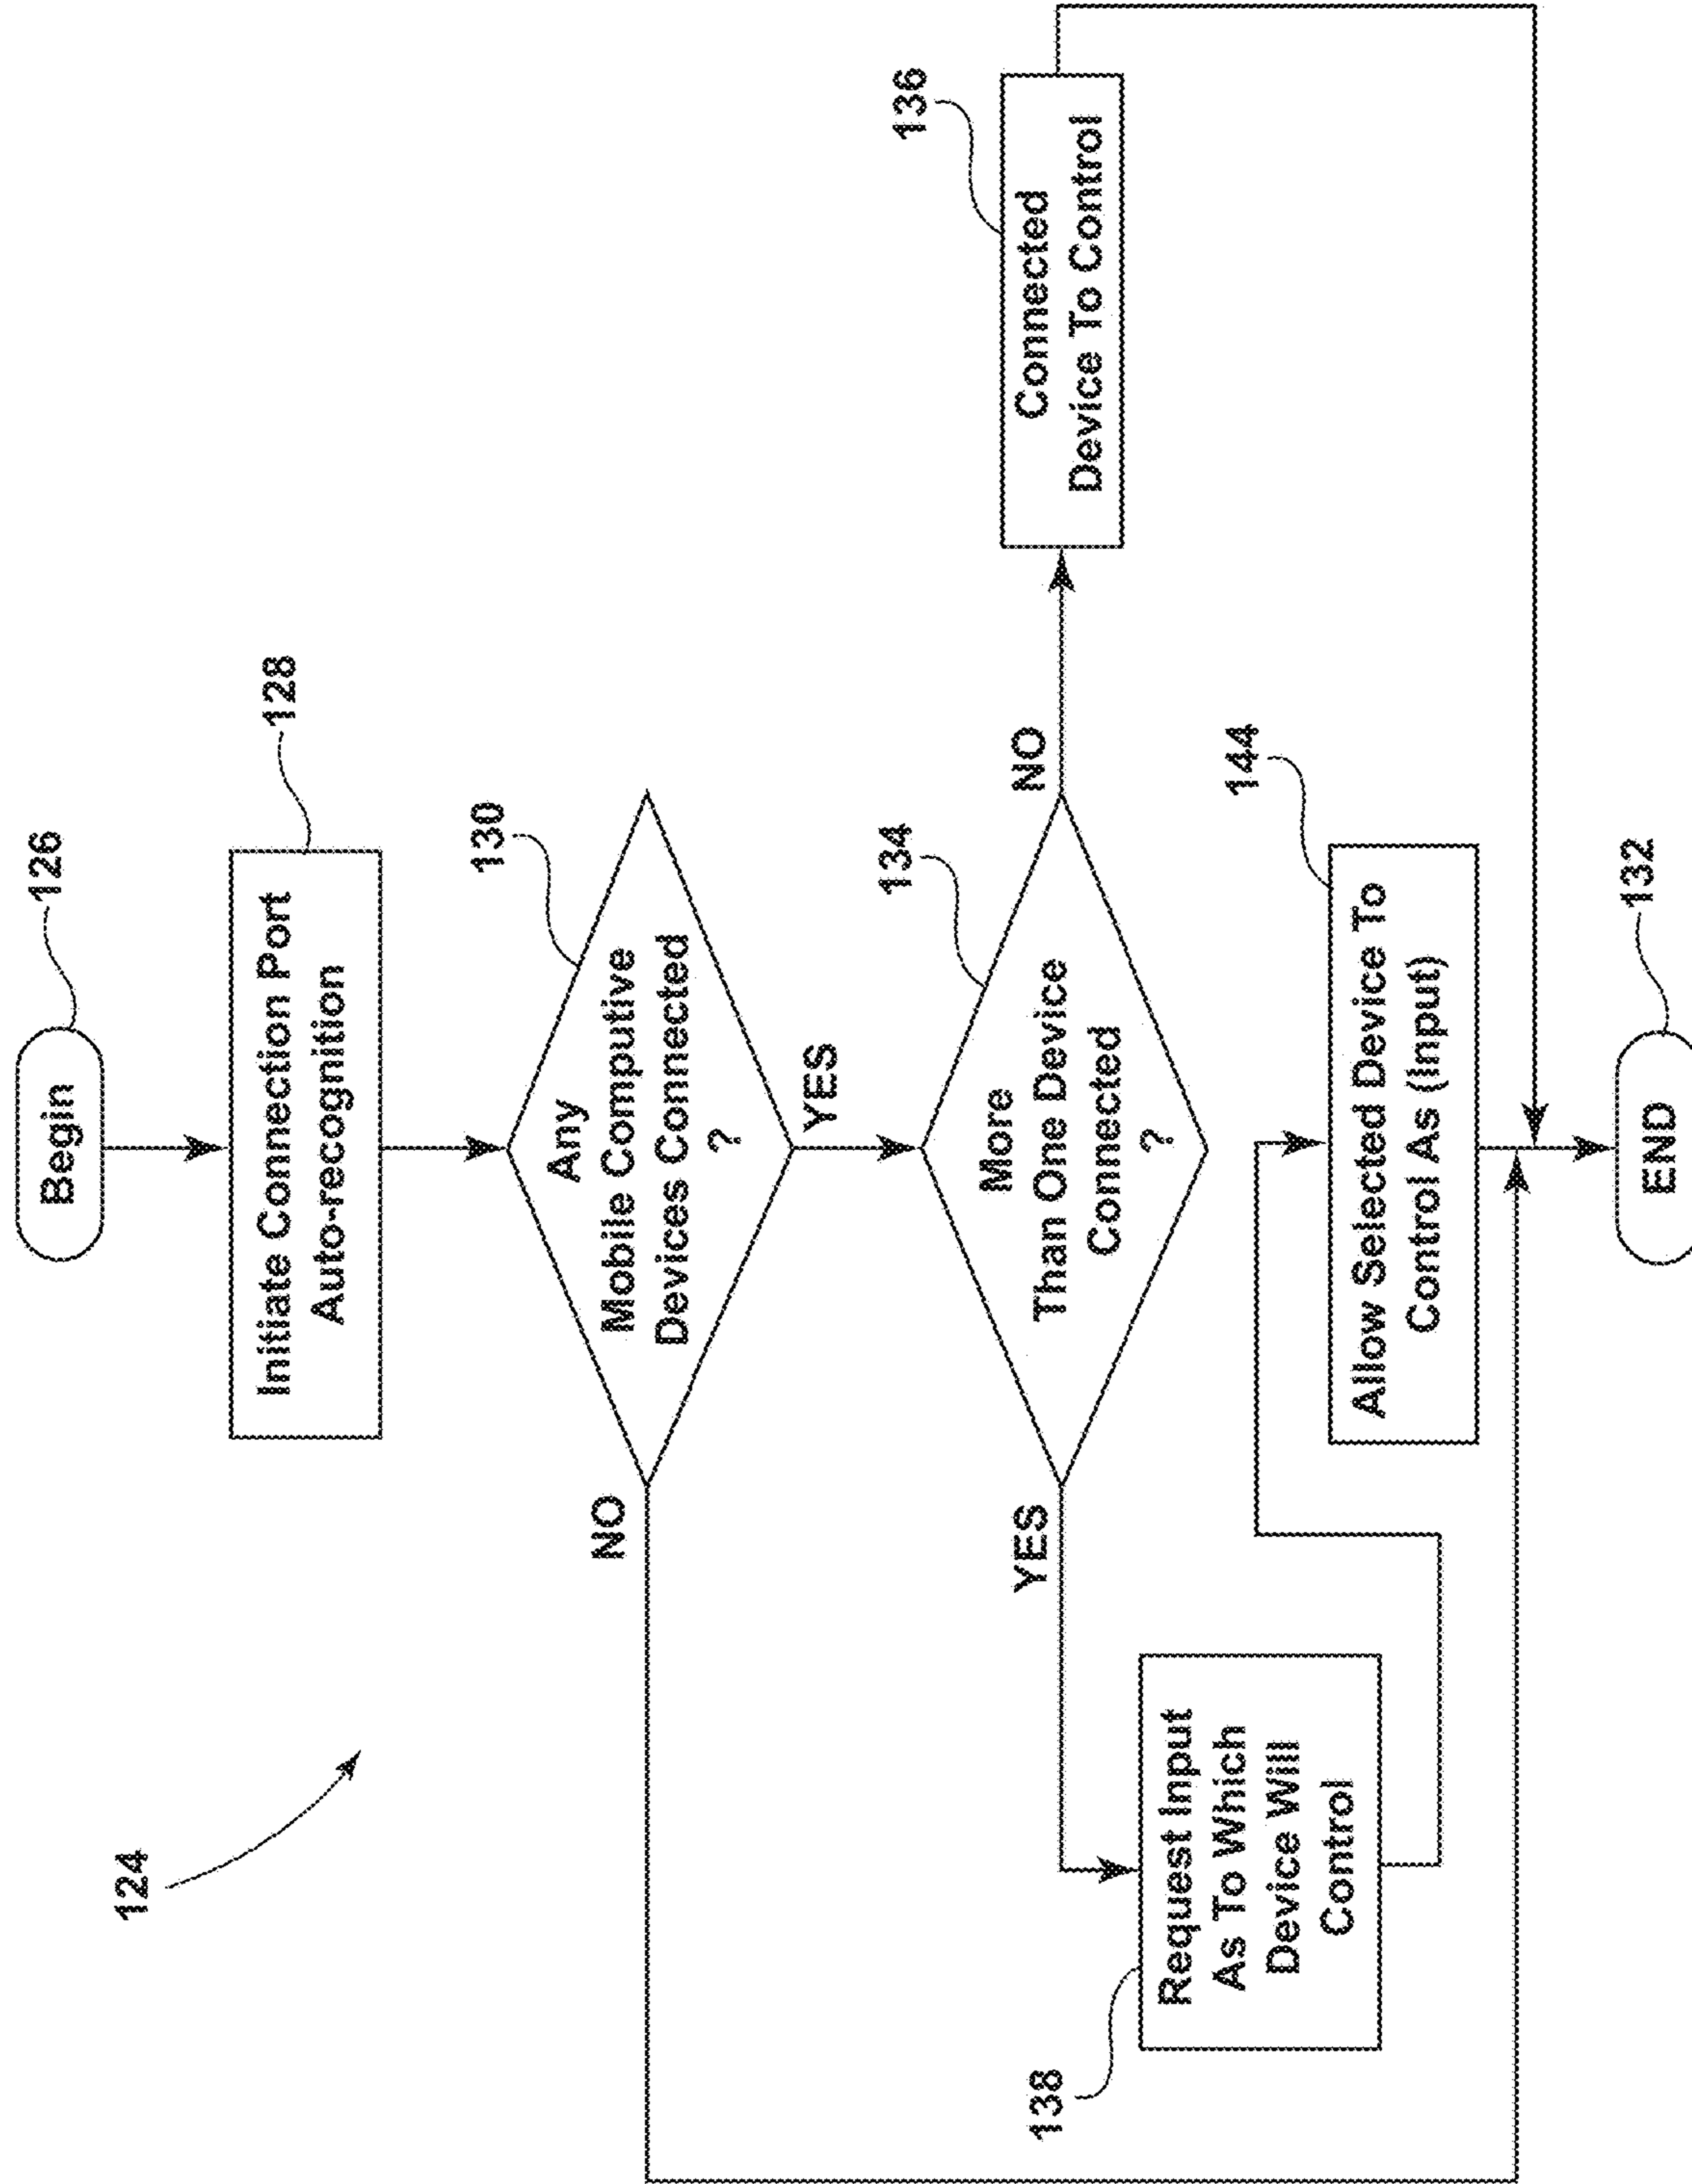 124
Begin
126
Initiate Connection Port
Auto-recognition
128
Any
Mobile Computive
Devices Connected
?
130
NO
YES
More
Than One Device
Connected
?
134
YES
NO
Connected
Device To Control
136
Request Input
As To Which
Device Will
Control
138
Allow Selected Device To
Control As (Input)
144
END
132